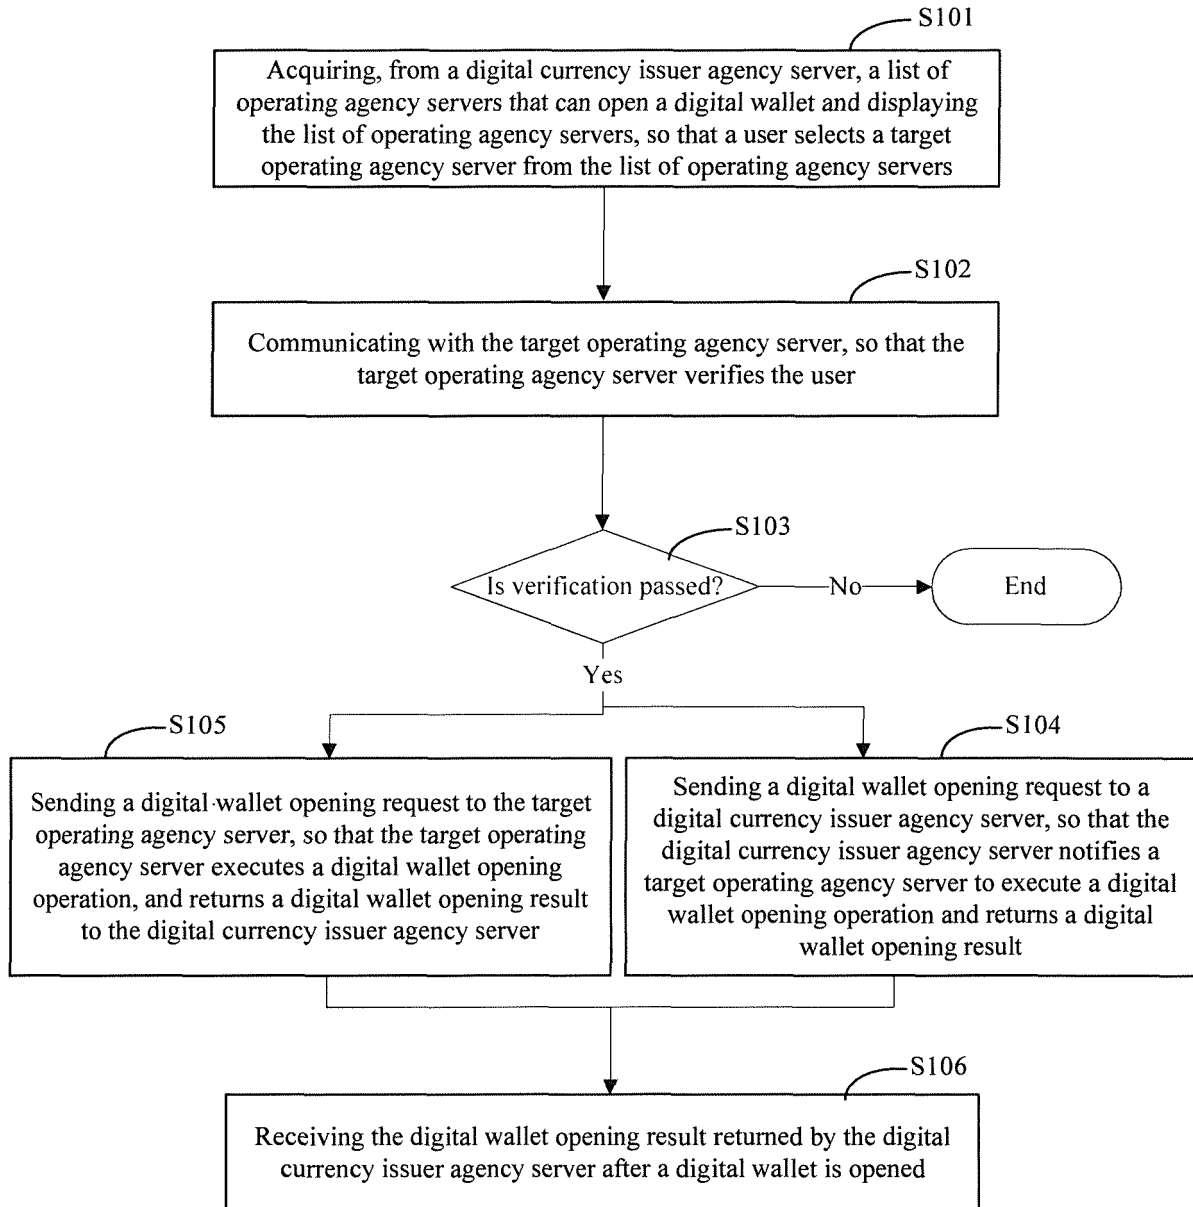 S101
Acquiring, from a digital currency issuer agency server, a list of
operating agency servers that can open a digital wallet and displaying
the list of operating agency servers, so that a user selects a target
operating agency server from the list of operating agency servers
S102
Communicating with the target operating agency server, so that the
target operating agency server verifies the user
S103
Is verification passed?
No
End
Yes
S105
Sending a digital wallet opening request to the target
operating agency server, so that the target operating
agency server executes a digital wallet opening
operation, and returns a digital wallet opening result
to the digital currency issuer agency server
S104
Sending a digital wallet opening request to a
digital currency issuer agency server, so that the
digital currency issuer agency server notifies a
target operating agency server to execute a digital
wallet opening operation and returns a digital
wallet opening result
S106
Receiving the digital wallet opening result returned by the digital
currency issuer agency server after a digital wallet is opened